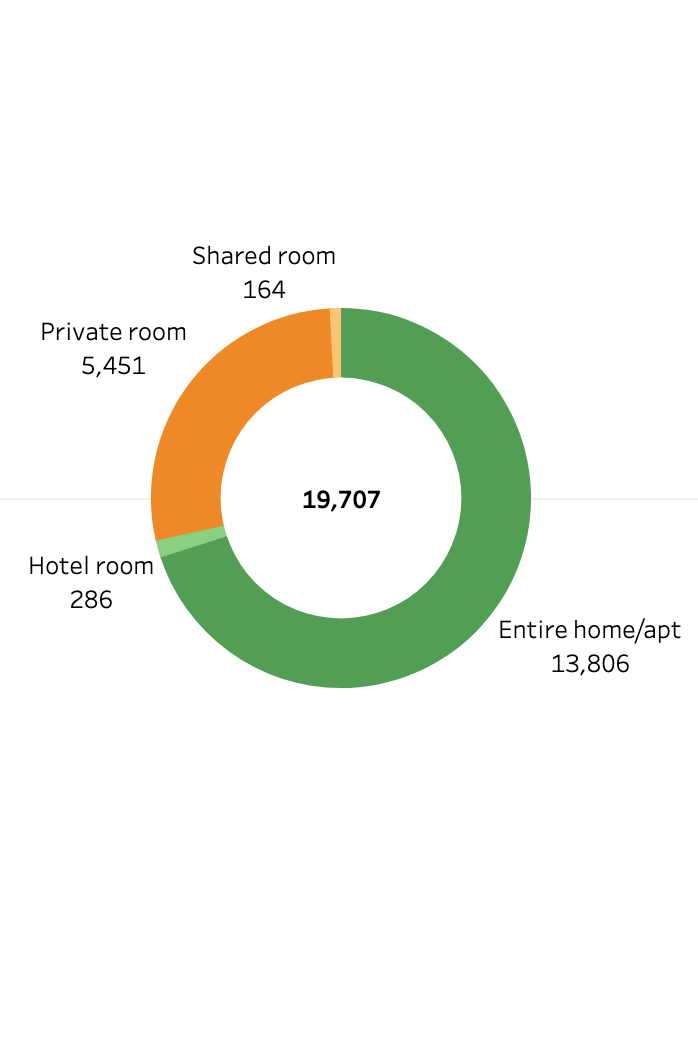 Shared room
164
Private room
5,451
19,707
Hotel room
286
Entire home/apt
13,806